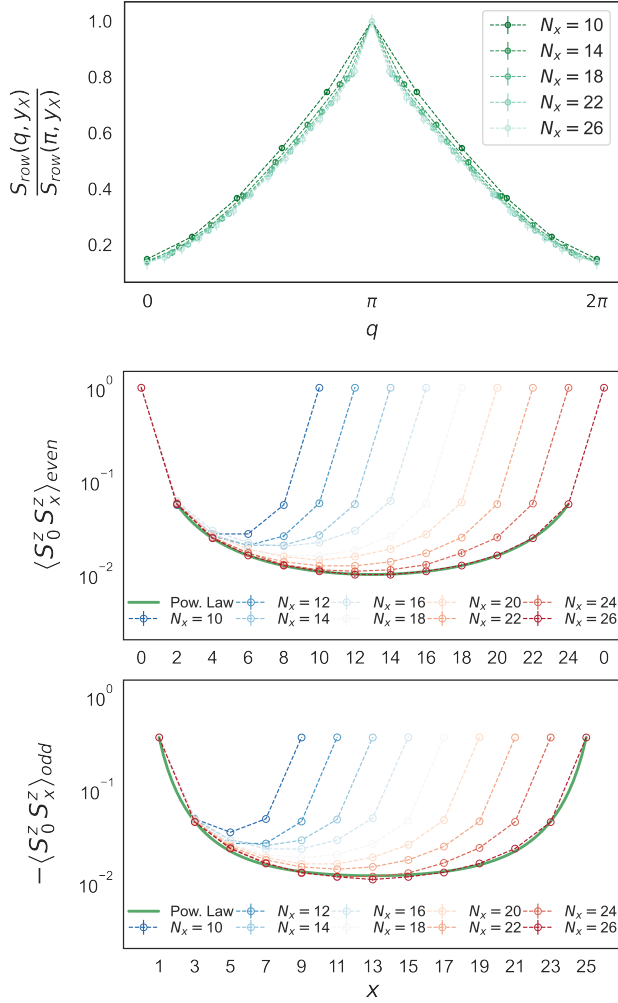 S_row(q, y_X)
S_row(π, y_X)
1.0
0.8
0.6
0.4
0.2
N_x = 10
N_x = 14
N_x = 18
N_x = 22
N_x = 26
0 π 2π
q
⟨S_0^z S_x^z⟩_even
10^0
10^−1
10^−2
Pow. Law N_x = 12 N_x = 16 N_x = 20 N_x = 24
N_x = 10 N_x = 14 N_x = 18 N_x = 22 N_x = 26
0 2 4 6 8 10 12 14 16 18 20 22 24 0
−⟨S_0^z S_x^z⟩_odd
10^0
10^−1
10^−2
Pow. Law N_x = 12 N_x = 16 N_x = 20 N_x = 24
N_x = 10 N_x = 14 N_x = 18 N_x = 22 N_x = 26
1 3 5 7 9 11 13 15 17 19 21 23 25
x